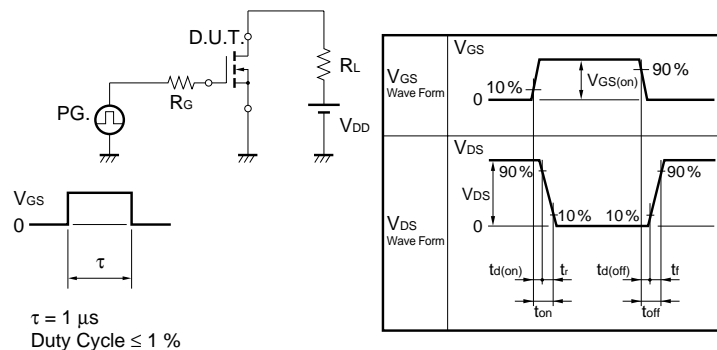 D.U.T.
RG
RL
PG.
VDD
VGS
0
τ
τ = 1 μs
Duty Cycle ≤ 1 %
VGS
Wave Form
VGS
0
10 %
VGS(on)
90 %
VDS
Wave Form
VDS
VDS
90 %
90 %
10 %
10 %
0
td(on)
tr
td(off)
tf
ton
toff